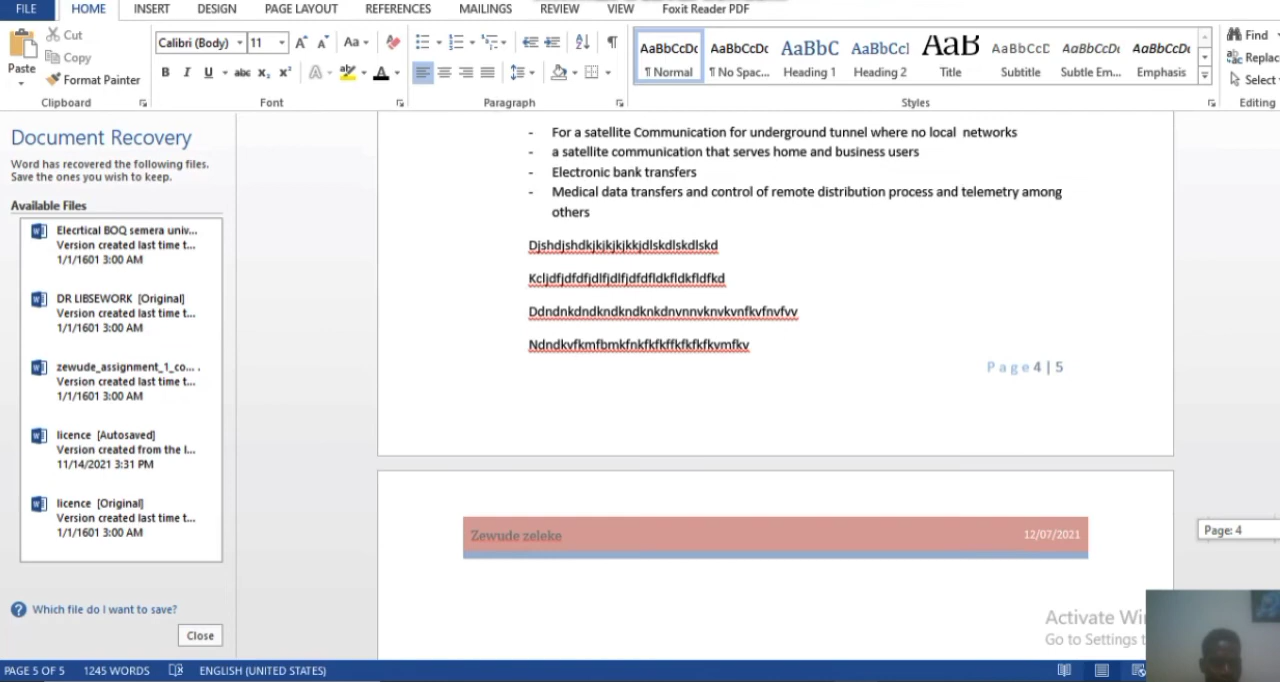 FILE HOME INSERT DESIGN PAGE LAYOUT REFERENCES MAILINGS REVIEW VIEW Foxit Reader PDF
Paste
Cut
Copy
Format Painter
Calibri (Body) 11
AaBbCcDc AaBbCcDc AaBbC AaBbCcl AaB AaBbCcC AaBbCcDc AaBbCcDc
¶ Normal ¶ No Spac... Heading 1 Heading 2 Title Subtitle Subtle Em... Emphasis
Find
Replac
Select
Clipboard Font Paragraph Styles Editing
Document Recovery
Word has recovered the following files.
Save the ones you wish to keep.
Available Files
Elecrtical BOQ semera univ...
Version created last time t...
1/1/1601 3:00 AM
DR LIBSEWORK [Original]
Version created last time t...
1/1/1601 3:00 AM
zewude_assignment_1_co... .
Version created last time t...
1/1/1601 3:00 AM
licence [Autosaved]
Version created from the l...
11/14/2021 3:31 PM
licence [Original]
Version created last time t...
1/1/1601 3:00 AM
Which file do I want to save?
Close
- For a satellite Communication for underground tunnel where no local networks
- a satellite communication that serves home and business users
- Electronic bank transfers
- Medical data transfers and control of remote distribution process and telemetry among
others
Djshdjshdkjkjkjkjkkjdlskdlskdlskd
Kcljdfjdfdfjdlfjdlfjdfdfldkfldkfldfkd
Ddndnkdndkndkndknkdnvnnvknvkvnfkvfnvfvv
Ndndkvfkmfbmkfnkfkfkffkfkfkfkvmfkv
Page 4 | 5
Zewude zeleke 12/07/2021
Page: 4
Activate Wi
Go to Settings t
PAGE 5 OF 5 1245 WORDS ENGLISH (UNITED STATES)